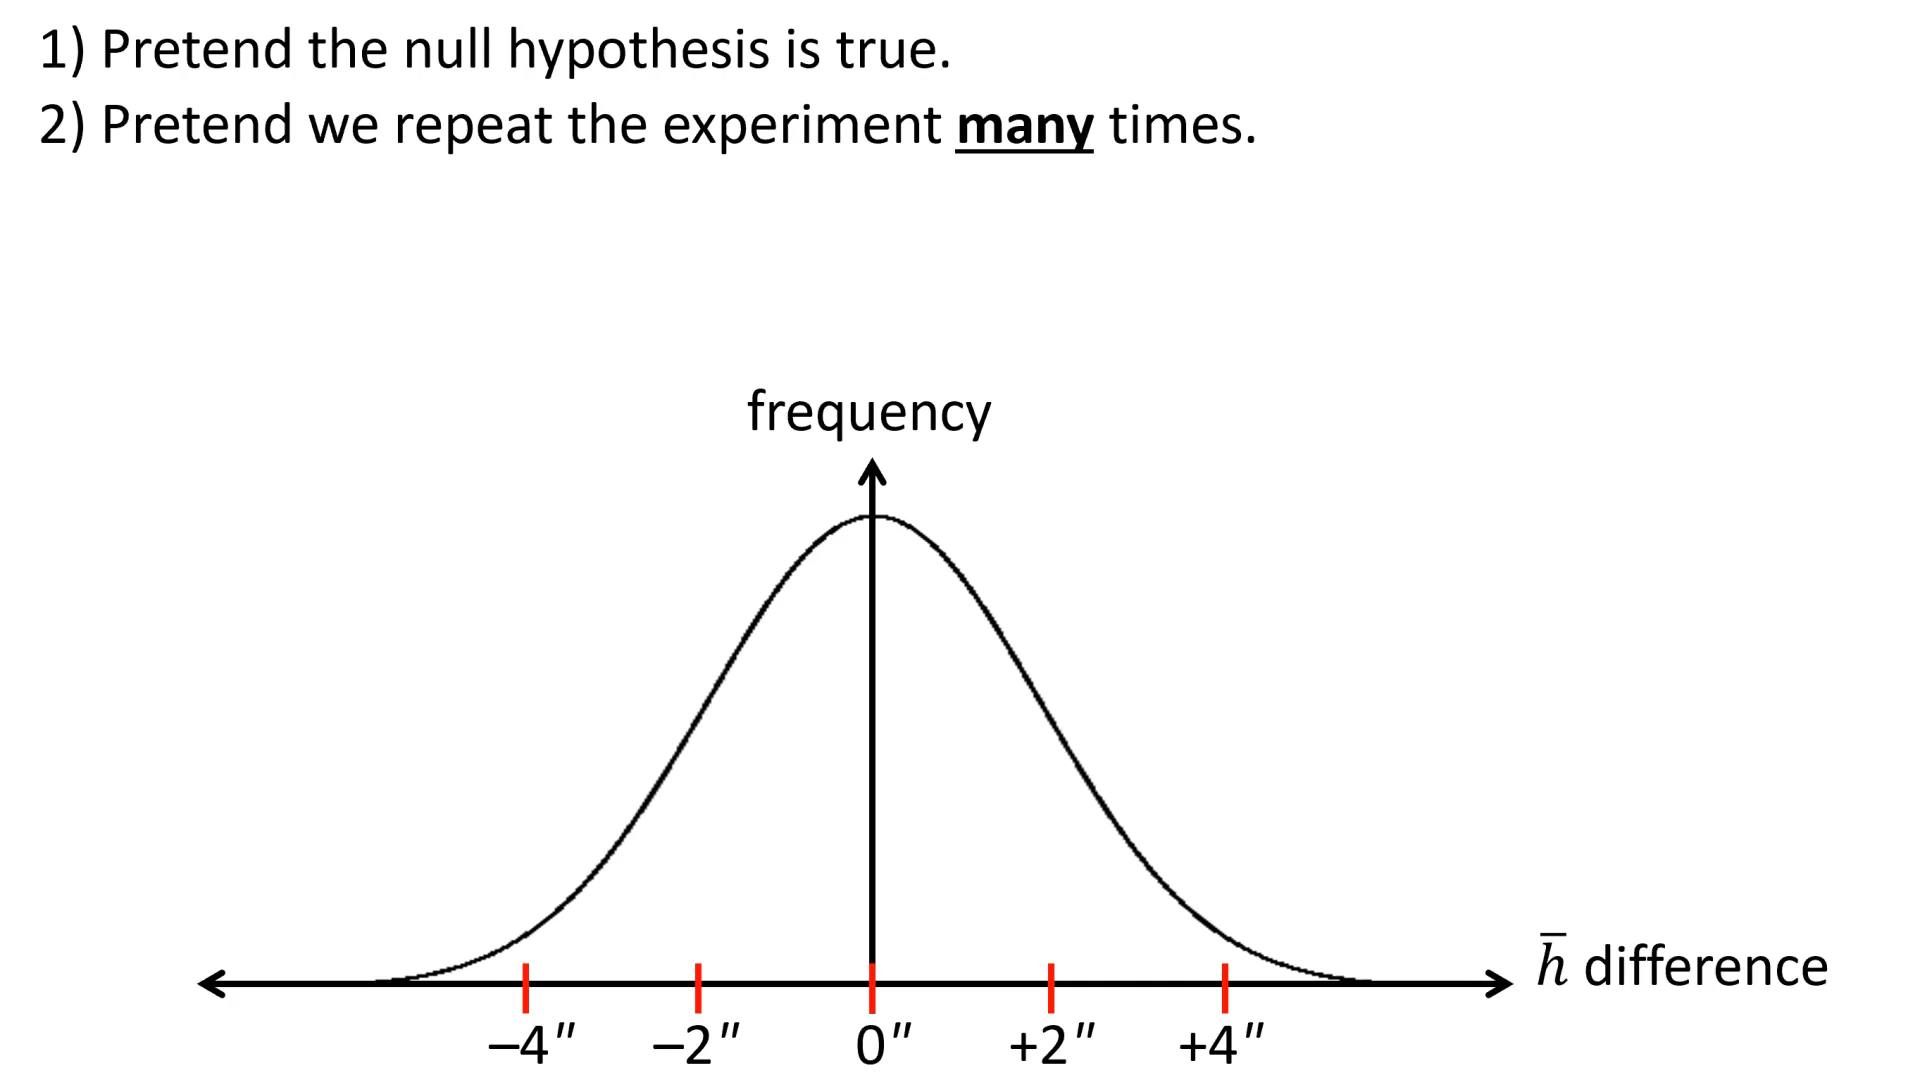 1) Pretend the null hypothesis is true.
2) Pretend we repeat the experiment many times.
frequency
h̅ difference
–4″ –2″ 0″ +2″ +4″